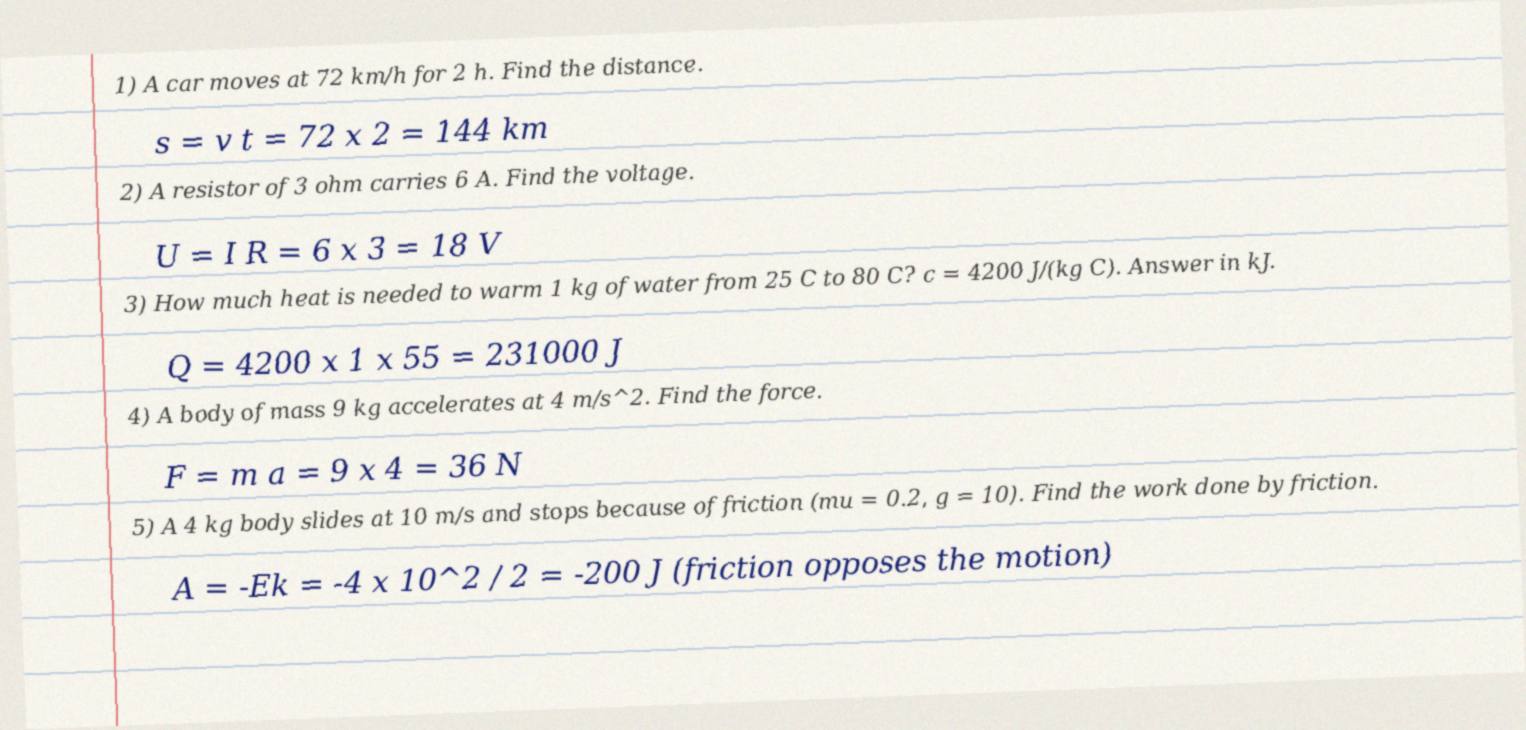 1) A car moves at 72 km/h for 2 h. Find the distance.
s = v t = 72 x 2 = 144 km
2) A resistor of 3 ohm carries 6 A. Find the voltage.
U = I R = 6 x 3 = 18 V
3) How much heat is needed to warm 1 kg of water from 25 C to 80 C? c = 4200 J/(kg C). Answer in kJ.
Q = 4200 x 1 x 55 = 231000 J
4) A body of mass 9 kg accelerates at 4 m/s^2. Find the force.
F = m a = 9 x 4 = 36 N
5) A 4 kg body slides at 10 m/s and stops because of friction (mu = 0.2, g = 10). Find the work done by friction.
A = -Ek = -4 x 10^2 / 2 = -200 J (friction opposes the motion)